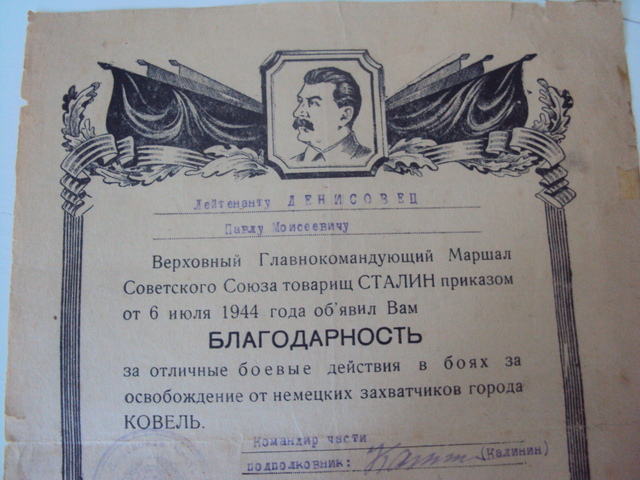 Лейтенанту ДЕНИСОВЕЦ
Павлу Моисеевичу
Верховный Главнокомандующий Маршал
Советского Союза товарищ СТАЛИН приказом
от 6 июля 1944 года об'явил Вам
БЛАГОДАРНОСТЬ
за отличные боевые действия в боях за
освобождение от немецких захватчиков города
КОВЕЛЬ.
Командир части
подполковник: (Калинин)